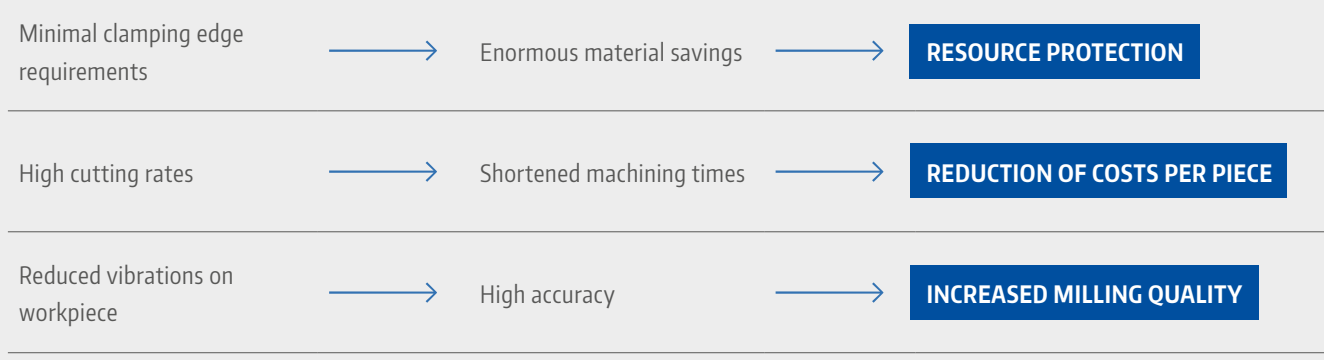 Minimal clamping edge
requirements
Enormous material savings
RESOURCE PROTECTION
High cutting rates
Shortened machining times
REDUCTION OF COSTS PER PIECE
Reduced vibrations on
workpiece
High accuracy
INCREASED MILLING QUALITY